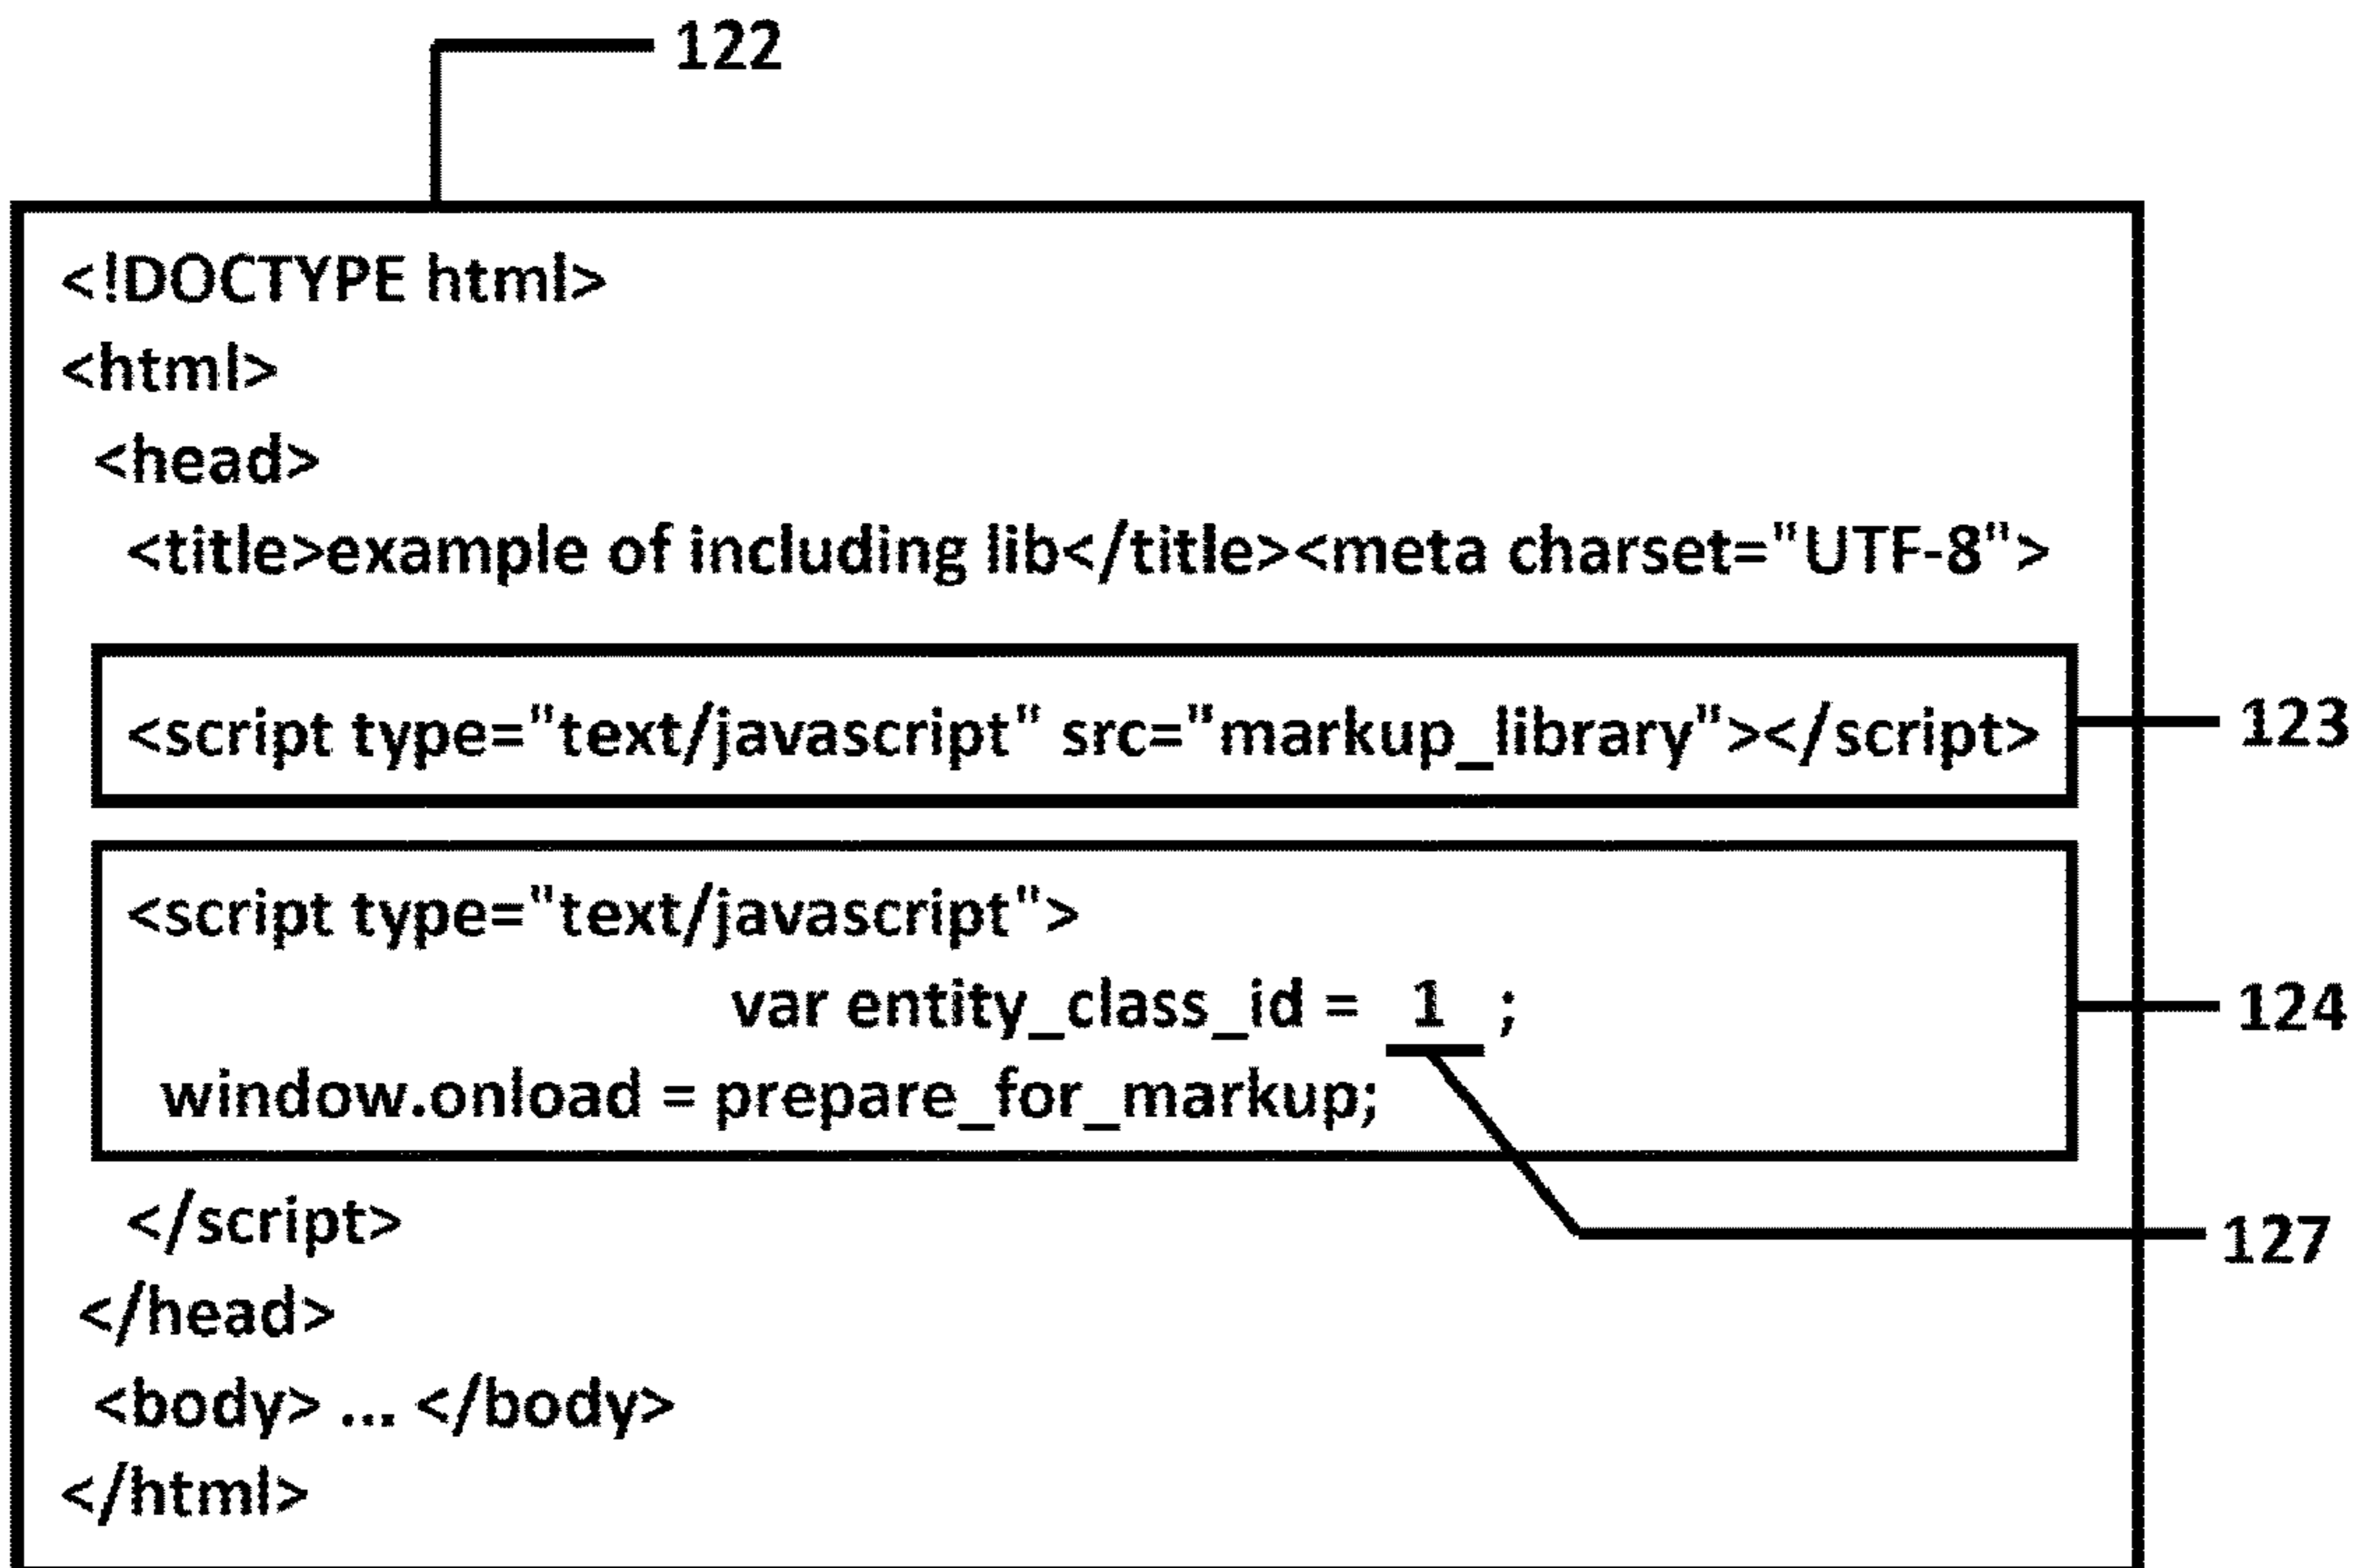 122
<!DOCTYPE html>
<html>
<head>
<title>example of including lib</title><meta charset="UTF-8">
<script type="text/javascript" src="markup_library"></script>
123
<script type="text/javascript">
var entity_class_id = 1 ;
124
window.onload = prepare_for_markup;
</script>
127
</head>
<body> ... </body>
</html>